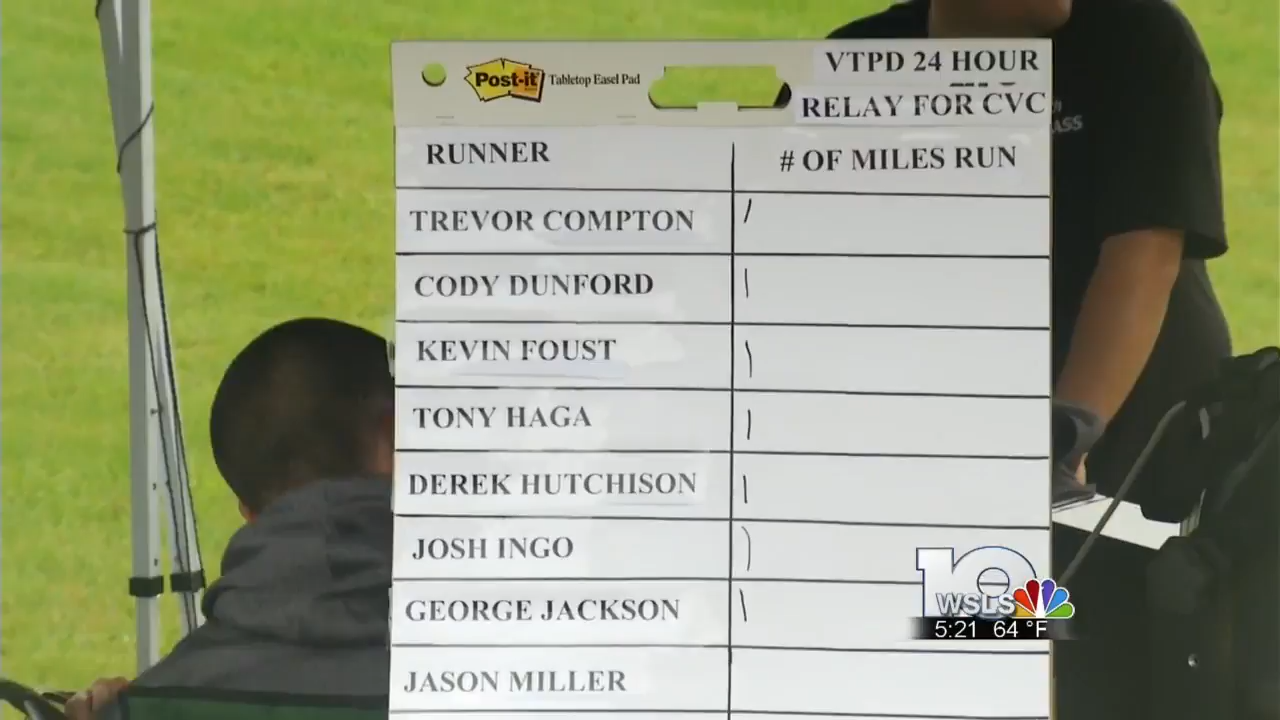 Post-it Tabletop Easel Pad
VTPD 24 HOUR
RELAY FOR CVC
RUNNER # OF MILES RUN
TREVOR COMPTON /
CODY DUNFORD |
KEVIN FOUST |
TONY HAGA |
DEREK HUTCHISON |
JOSH INGO |
GEORGE JACKSON |
JASON MILLER
10
WSLS
5:21 64 °F